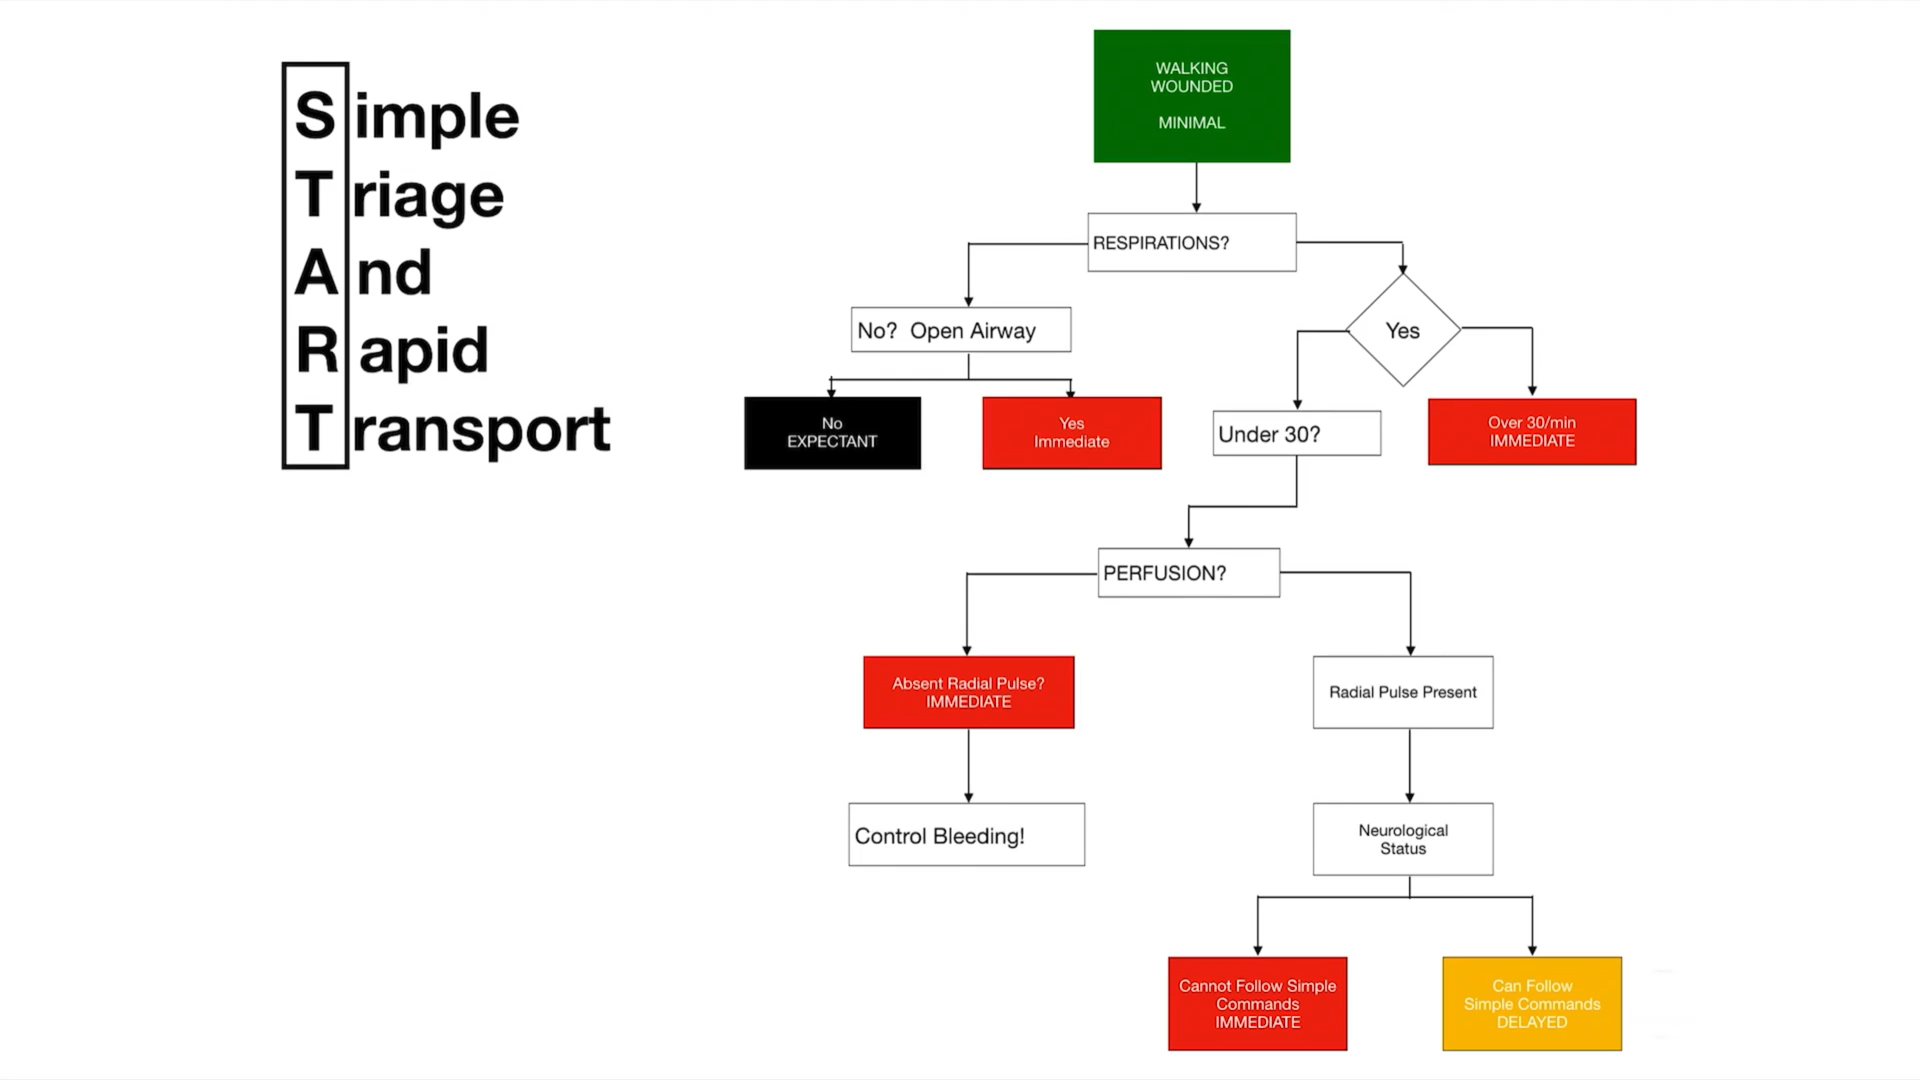 Simple
Triage
And
Rapid
Transport
WALKING
WOUNDED
MINIMAL
RESPIRATIONS?
No? Open Airway
Yes
No
EXPECTANT
Yes
Immediate
Under 30?
Over 30/min
IMMEDIATE
PERFUSION?
Absent Radial Pulse?
IMMEDIATE
Radial Pulse Present
Control Bleeding!
Neurological
Status
Cannot Follow Simple
Commands
IMMEDIATE
Can Follow
Simple Commands
DELAYED